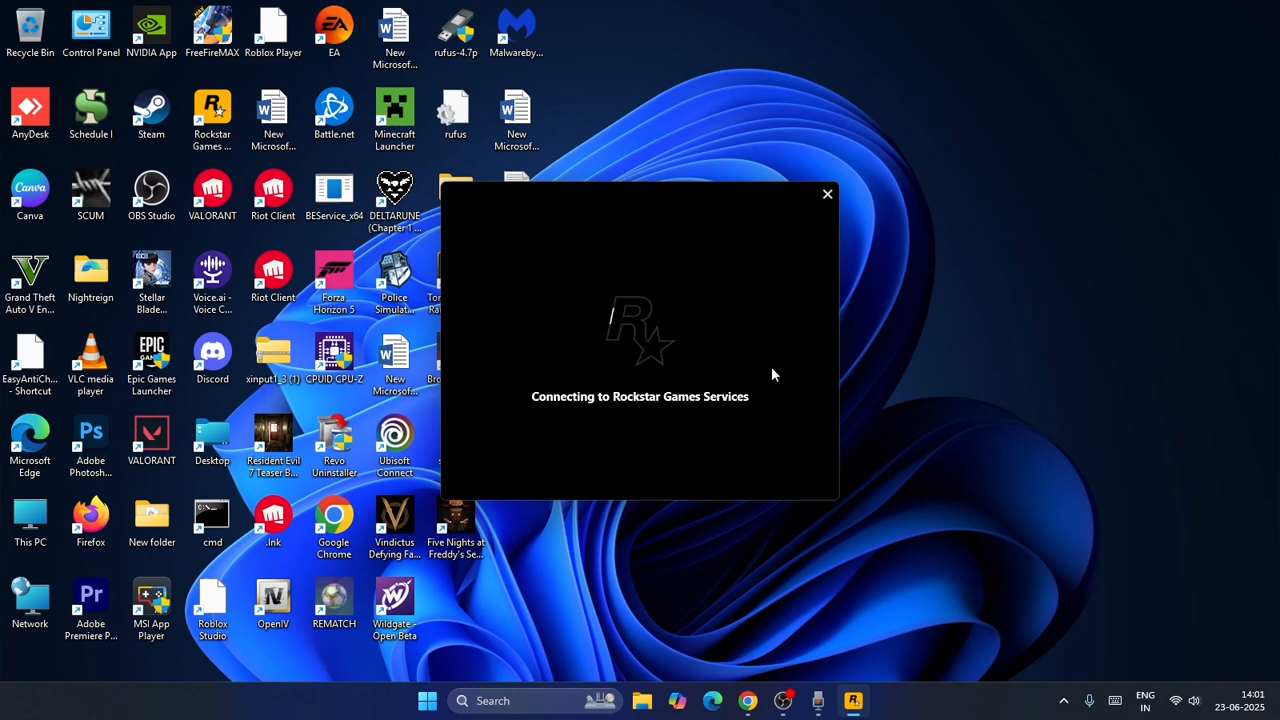 Recycle Bin
Control Panel
NVIDIA App
FreeFireMAX
Roblox Player
EA
New
Microsof...
rufus-4.7p
Malwareby...
AnyDesk
Schedule I
Steam
Rockstar
Games ...
New
Microsof...
Battle.net
Minecraft
Launcher
rufus
New
Microsof...
Canva
SCUM
OBS Studio
VALORANT
Riot Client
BEService_x64
DELTARUNE
(Chapter 1 ...
Grand Theft
Auto V En...
Nightreign
Stellar
Blade...
Voice.ai -
Voice C...
Riot Client
Forza
Horizon 5
Police
Simulat...
EasyAntiCh...
- Shortcut
VLC media
player
Epic Games
Launcher
Discord
xinput1_3 (1)
CPUID CPU-Z
New
Microsof...
Microsoft
Edge
Adobe
Photosh...
VALORANT
Desktop
Resident Evil
7 Teaser B...
Revo
Uninstaller
Ubisoft
Connect
This PC
Firefox
New folder
cmd
.lnk
Google
Chrome
Vindictus
Defying Fa...
Five Nights at
Freddy's Se...
Network
Adobe
Premiere P...
MSI App
Player
Roblox
Studio
OpenIV
REMATCH
Wildgate -
Open Beta
Connecting to Rockstar Games Services
Search
ENG
IN
14:01
23-06-2025